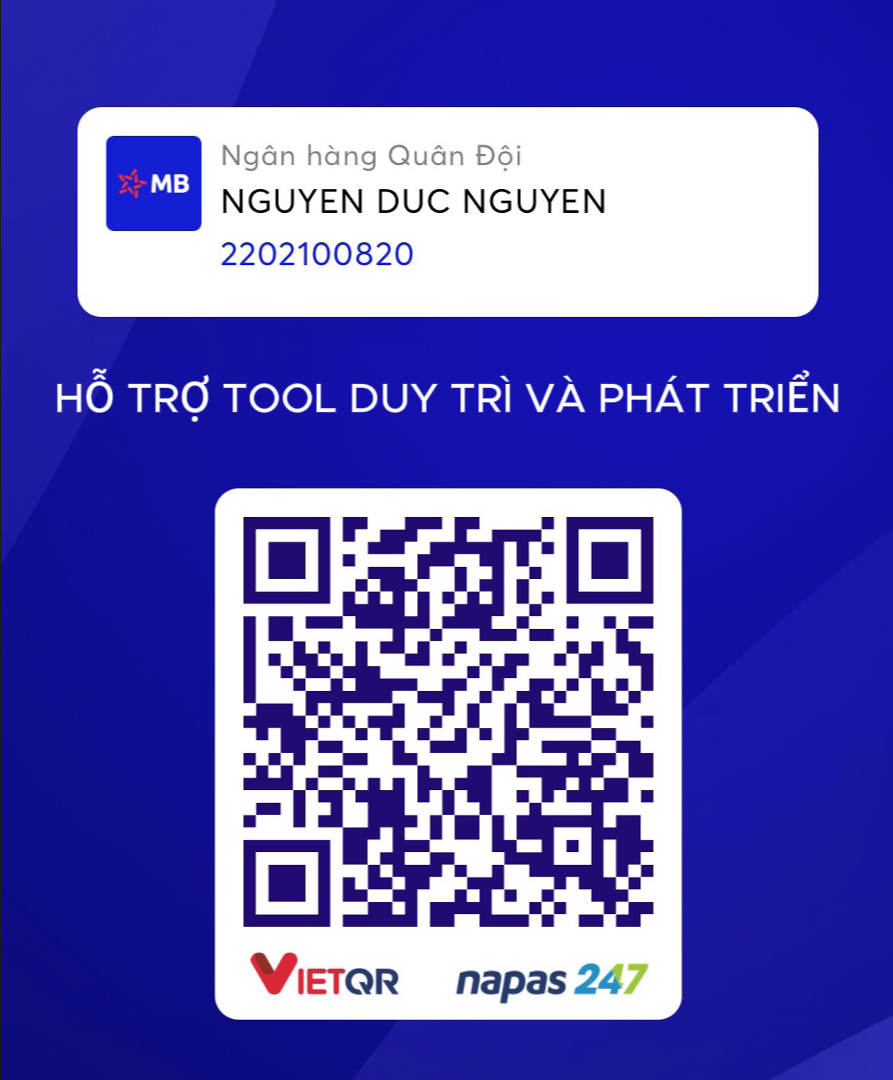 MB
Ngân hàng Quân Đội
NGUYEN DUC NGUYEN
2202100820
HỖ TRỢ TOOL DUY TRÌ VÀ PHÁT TRIỂN
VIETQR
napas 247